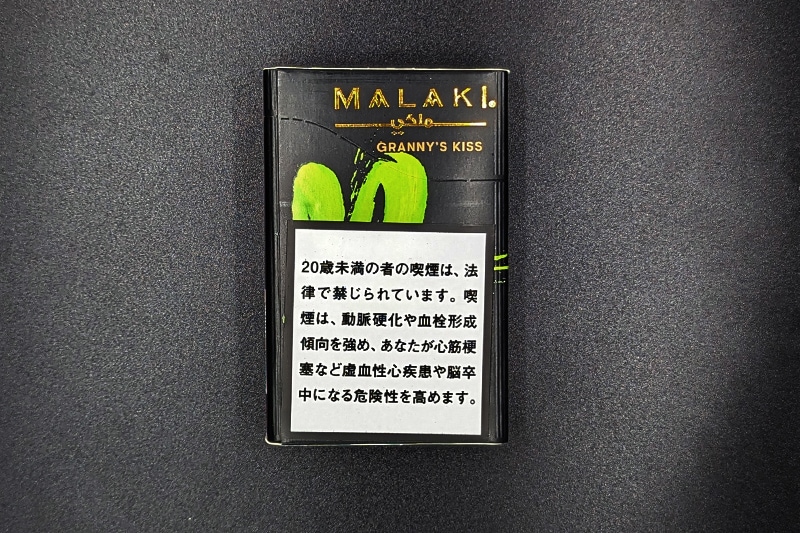 MALAKI.
ملكي
GRANNY'S KISS
20歳未満の者の喫煙は、法
律で禁じられています。喫
煙は、動脈硬化や血栓形成
傾向を強め、あなたが心筋梗
塞など虚血性心疾患や脳卒
中になる危険性を高めます。